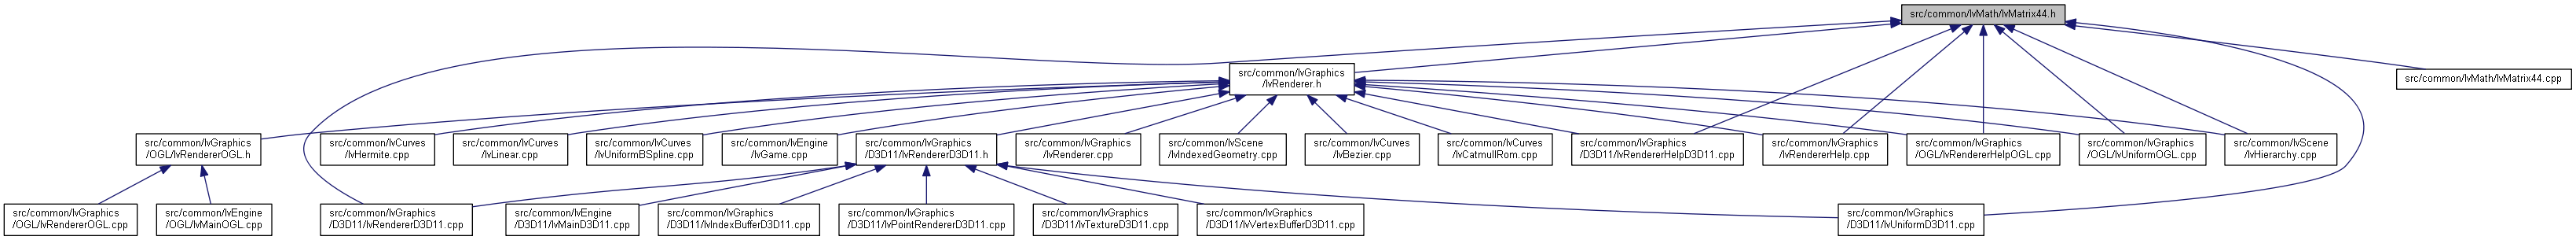 src/common/lvMath/lvMatrix44.h
src/common/lvGraphics
/lvRenderer.h
src/common/lvMath/lvMatrix44.cpp
src/common/lvGraphics
/OGL/lvRendererOGL.h
src/common/lvCurves
/lvHermite.cpp
src/common/lvCurves
/lvLinear.cpp
src/common/lvCurves
/lvUniformBSpline.cpp
src/common/lvEngine
/lvGame.cpp
src/common/lvGraphics
/D3D11/lvRendererD3D11.h
src/common/lvGraphics
/lvRenderer.cpp
src/common/lvScene
/lvIndexedGeometry.cpp
src/common/lvCurves
/lvBezier.cpp
src/common/lvCurves
/lvCatmullRom.cpp
src/common/lvGraphics
/D3D11/lvRendererHelpD3D11.cpp
src/common/lvGraphics
/lvRendererHelp.cpp
src/common/lvGraphics
/OGL/lvRendererHelpOGL.cpp
src/common/lvGraphics
/OGL/lvUniformOGL.cpp
src/common/lvScene
/lvHierarchy.cpp
src/common/lvGraphics
/OGL/lvRendererOGL.cpp
src/common/lvEngine
/OGL/lvMainOGL.cpp
src/common/lvGraphics
/D3D11/lvRendererD3D11.cpp
src/common/lvEngine
/D3D11/lvMainD3D11.cpp
src/common/lvGraphics
/D3D11/lvIndexBufferD3D11.cpp
src/common/lvGraphics
/D3D11/lvPointRendererD3D11.cpp
src/common/lvGraphics
/D3D11/lvTextureD3D11.cpp
src/common/lvGraphics
/D3D11/lvVertexBufferD3D11.cpp
src/common/lvGraphics
/D3D11/lvUniformD3D11.cpp